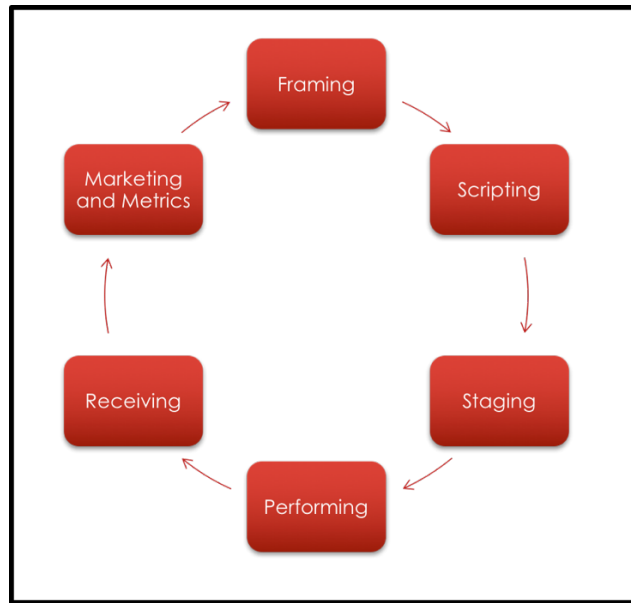 Framing
Scripting
Staging
Performing
Receiving
Marketing
and Metrics